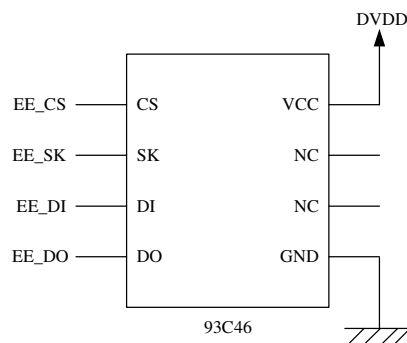 DVDD
EE_CS CS VCC
EE_SK SK NC
EE_DI DI NC
EE_DO DO GND
93C46